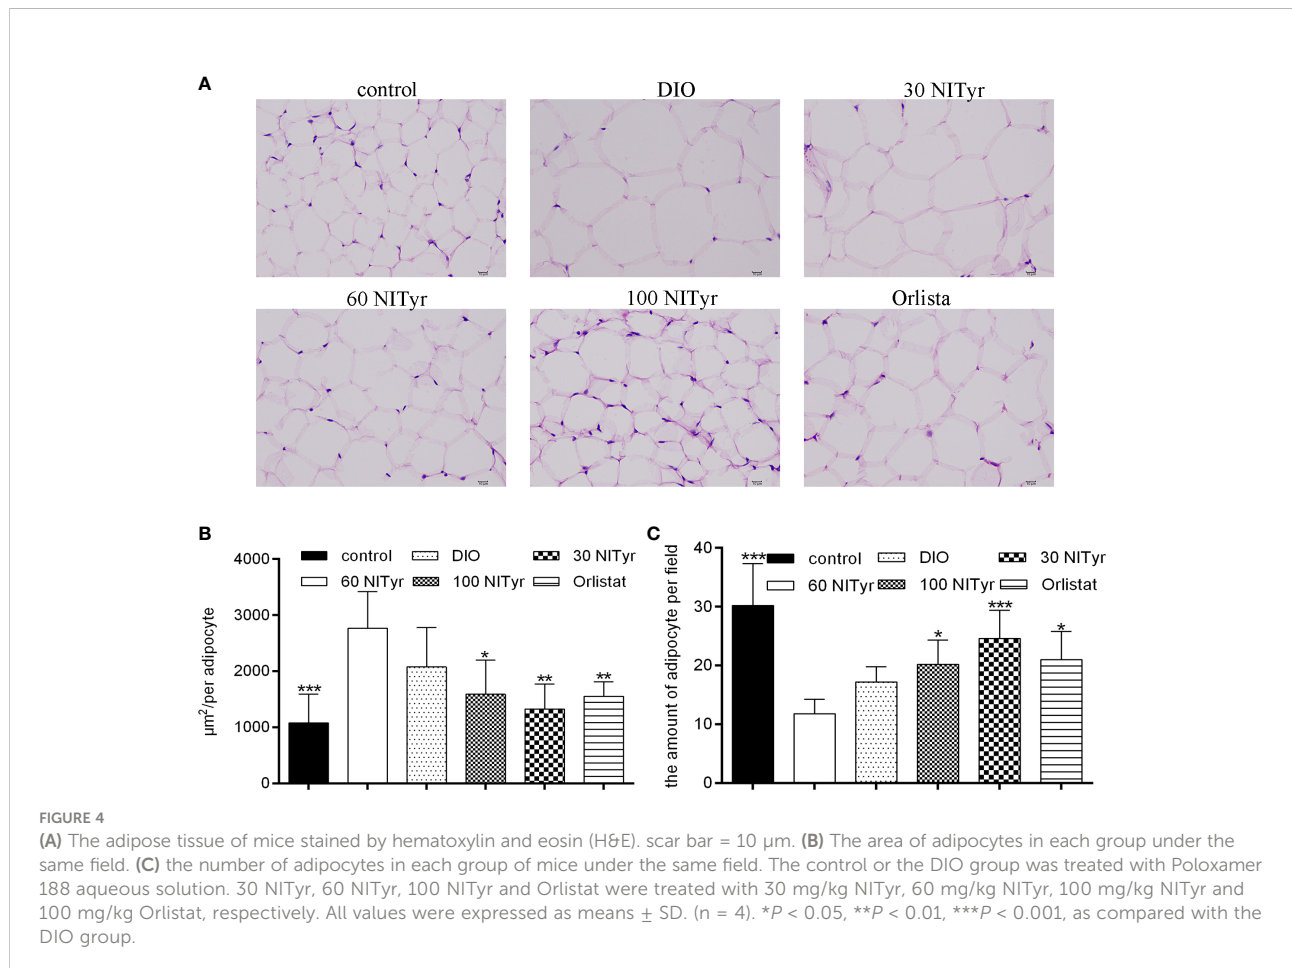 A
control
DIO
30 NITyr
60 NITyr
100 NITyr
Orlista
B
control
DIO
30 NITyr
60 NITyr
100 NITyr
Orlistat
4000
3000
2000
1000
0
µm²/per adipocyte
***
*
**
**
C
control
DIO
30 NITyr
60 NITyr
100 NITyr
Orlistat
40
30
20
10
0
the amount of adipocyte per field
***
*
***
*
FIGURE 4
(A) The adipose tissue of mice stained by hematoxylin and eosin (H&E). scar bar = 10 µm. (B) The area of adipocytes in each group under the
same field. (C) the number of adipocytes in each group of mice under the same field. The control or the DIO group was treated with Poloxamer
188 aqueous solution. 30 NITyr, 60 NITyr, 100 NITyr and Orlistat were treated with 30 mg/kg NITyr, 60 mg/kg NITyr, 100 mg/kg NITyr and
100 mg/kg Orlistat, respectively. All values were expressed as means ± SD. (n = 4). *P < 0.05, **P < 0.01, ***P < 0.001, as compared with the
DIO group.